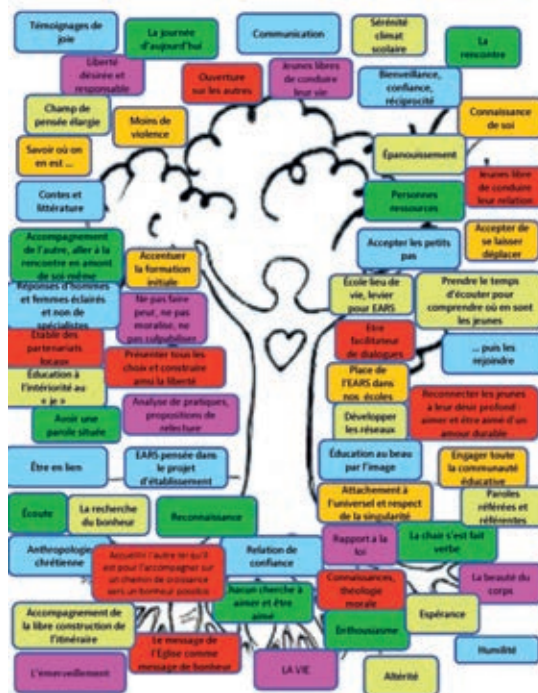 Témoignages de
joie
La journée
d'aujourd'hui
Communication
Sérénité
climat
scolaire
La
rencontre
Liberté
désirée et
responsable
Ouverture
sur les autres
Jeunes libres
de conduire
leur vie
Bienveillance,
confiance,
réciprocité
Champ de
pensée élargie
Moins de
violence
Connaissance
de soi
Savoir où on
en est ...
Épanouissement
Contes et
littérature
Personnes
ressources
Jeunes libre
de conduire
leur relation
Accompagnement
de l'autre, aller à la
rencontre en amont
de soi-même
Accentuer
la formation
initiale
Accepter les petits
pas
Accepter de
se laisser
déplacer
Réponses d'hommes
et femmes éclairés
et non de
spécialistes
Ne pas faire
peur, ne pas
moraline, ne
pas culpabiliser
École lieu de
vie, levier
pour EARS
Prendre le temps
d'écouter pour
comprendre où en sont
les jeunes
Établir des
partenariats
locaux
Présenter tous les
choix et construire
ainsi la liberté
Etre
facilitateur de
dialogues
... puis les
rejoindre
Éducation à
l'intériorité au
« je »
Place de
l'EARS dans
nos écoles
Reconnecter les jeunes
à leur désir profond :
aimer et être aimé d'un
amour durable
Avoir une
parole située
Analyse de pratiques,
propositions de
relecture
Développer
les réseaux
Être en lien
EARS pensée dans
le projet
d'établissement
Éducation au beau
par l'image
Engager toute
la communauté
éducative
Attachement à
l'universel et respect
de la singularité
Paroles
référées et
référentes
Écoute
La recherche
du bonheur
Reconnaissance
Rapport à la
loi
La chair s'est fait
verbe
Anthropologie
chrétienne
Accueillir l'autre tel qu'il
est pour l'accompagner sur
un chemin de croissance
vers un bonheur possible
Relation de
confiance
Connaissances,
théologie
morale
La beauté du
corps
Accompagnement de
la libre construction de
l'itinéraire
Aucun cherche à
aimer et être
aimé
Espérance
Le message de
l'Église comme
message de bonheur
Enthousiasme
Humilité
L'émerveillement
LA VIE
Altérité